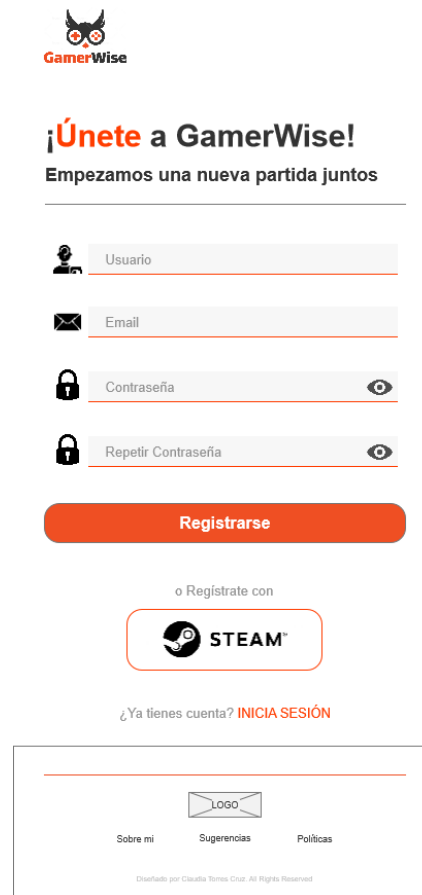 GamerWise
¡Únete a GamerWise!
Empezamos una nueva partida juntos
Usuario
Email
Contraseña
Repetir Contraseña
Registrarse
o Regístrate con
STEAM™
¿Ya tienes cuenta? INICIA SESIÓN
LOGO
Sobre mi Sugerencias Políticas
Diseñado por Claudia Torres Cruz. All Rights Reserved